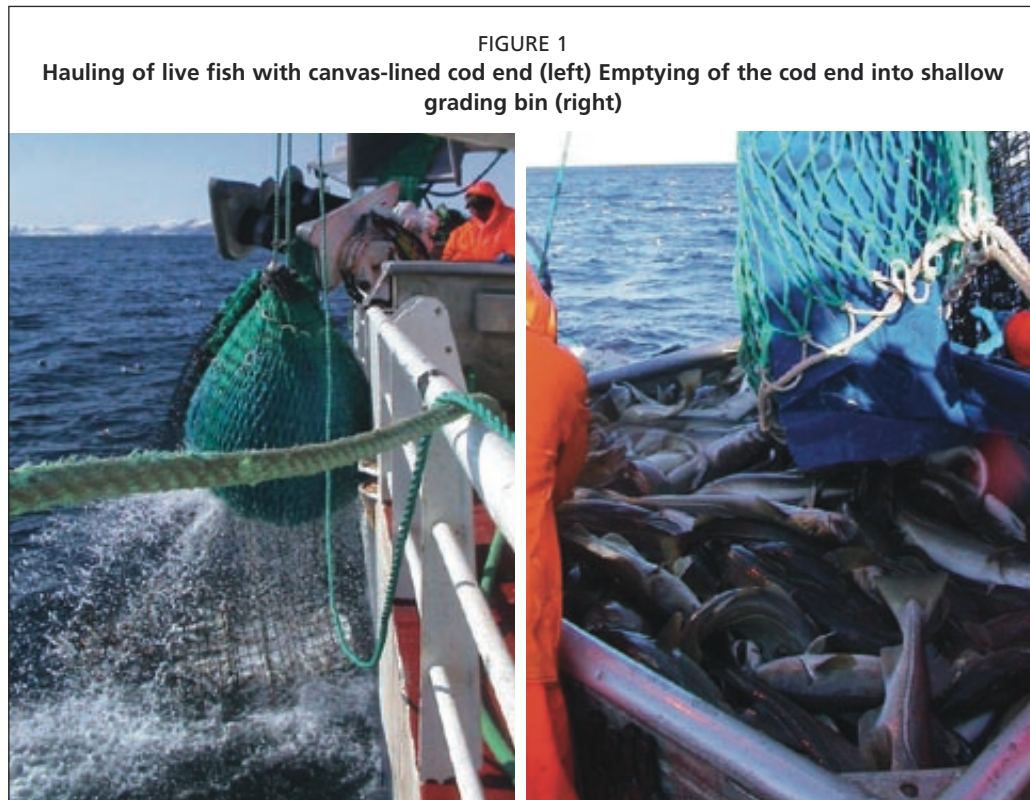 FIGURE 1
Hauling of live fish with canvas-lined cod end (left) Emptying of the cod end into shallow
grading bin (right)